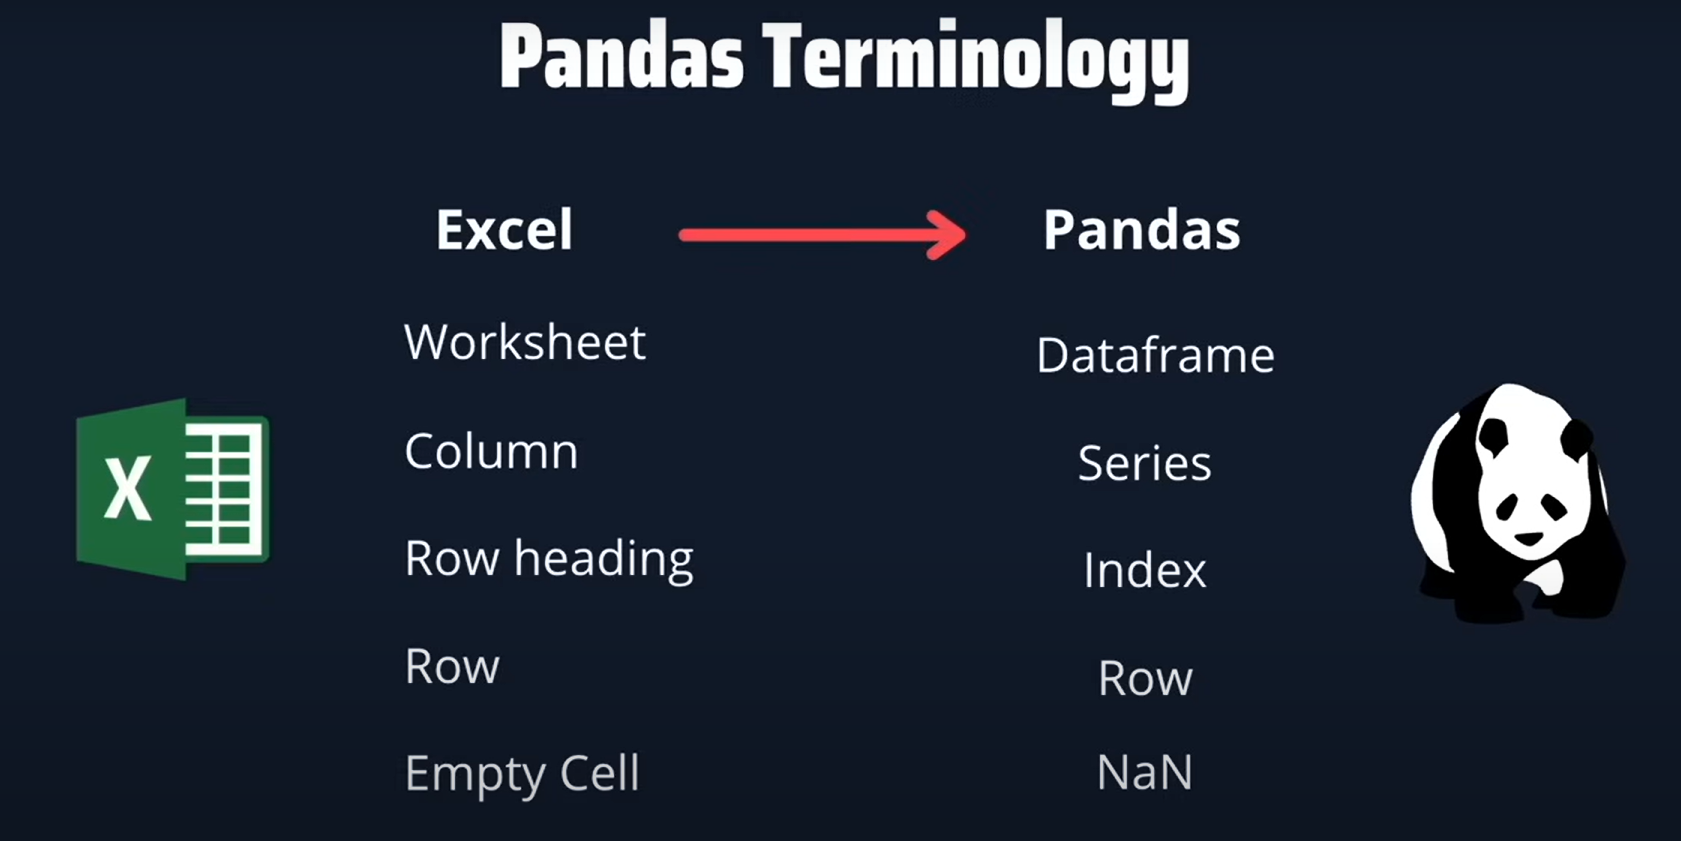 Pandas Terminology
Excel Pandas
Worksheet Dataframe
Column Series
Row heading Index
Row Row
Empty Cell NaN
X